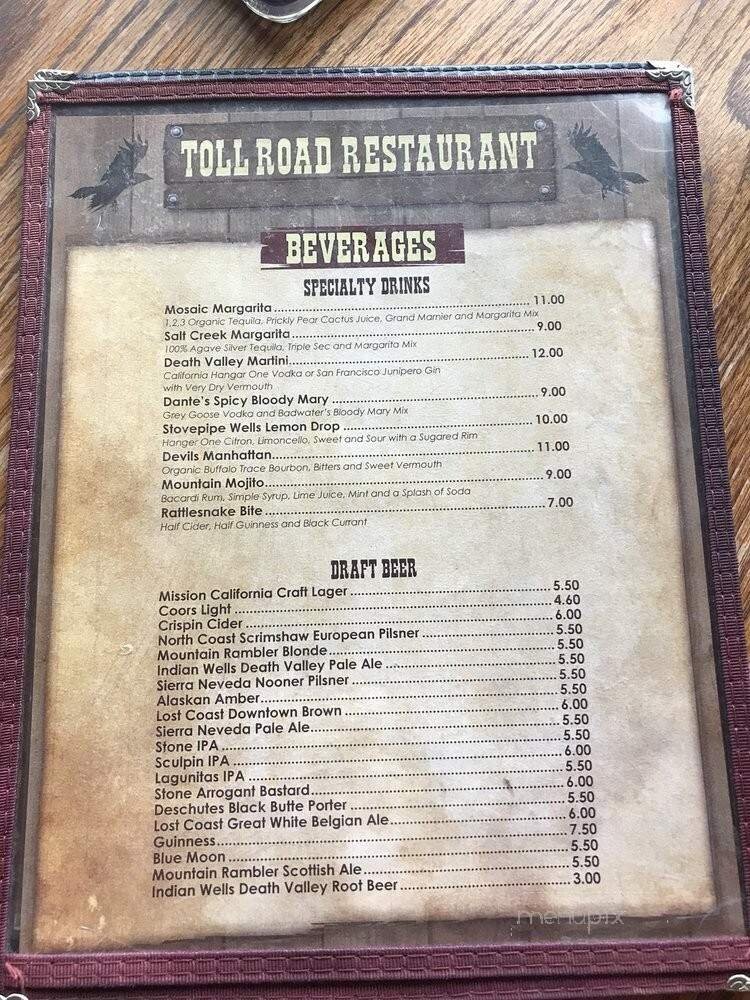 TOLL ROAD RESTAURANT
BEVERAGES
SPECIALTY DRINKS
Mosaic Margarita 11.00
1,2,3 Organic Tequila, Prickly Pear Cactus Juice, Grand Marnier and Margarita Mix
Salt Creek Margarita 9.00
100% Agave Silver Tequila, Triple Sec and Margarita Mix
Death Valley Martini 12.00
California Hangar One Vodka or San Francisco Junipero Gin
with Very Dry Vermouth
Dante's Spicy Bloody Mary 9.00
Grey Goose Vodka and Badwater's Bloody Mary Mix
Stovepipe Wells Lemon Drop 10.00
Hanger One Citron, Limoncello, Sweet and Sour with a Sugared Rim
Devils Manhattan 11.00
Organic Buffalo Trace Bourbon, Bitters and Sweet Vermouth
Mountain Mojito 9.00
Bacardi Rum, Simple Syrup, Lime Juice, Mint and a Splash of Soda
Rattlesnake Bite 7.00
Half Cider, Half Guinness and Black Currant
DRAFT BEER
Mission California Craft Lager 5.50
Coors Light 4.60
Crispin Cider 6.00
North Coast Scrimshaw European Pilsner 5.50
Mountain Rambler Blonde 5.50
Indian Wells Death Valley Pale Ale 5.50
Sierra Neveda Nooner Pilsner 5.50
Alaskan Amber 5.50
Lost Coast Downtown Brown 6.00
Sierra Neveda Pale Ale 5.50
Stone IPA 5.50
Sculpin IPA 6.00
Lagunitas IPA 5.50
Stone Arrogant Bastard 6.00
Deschutes Black Butte Porter 5.50
Lost Coast Great White Belgian Ale 6.00
Guinness 7.50
Blue Moon 5.50
Mountain Rambler Scottish Ale 5.50
Indian Wells Death Valley Root Beer 3.00
menupix